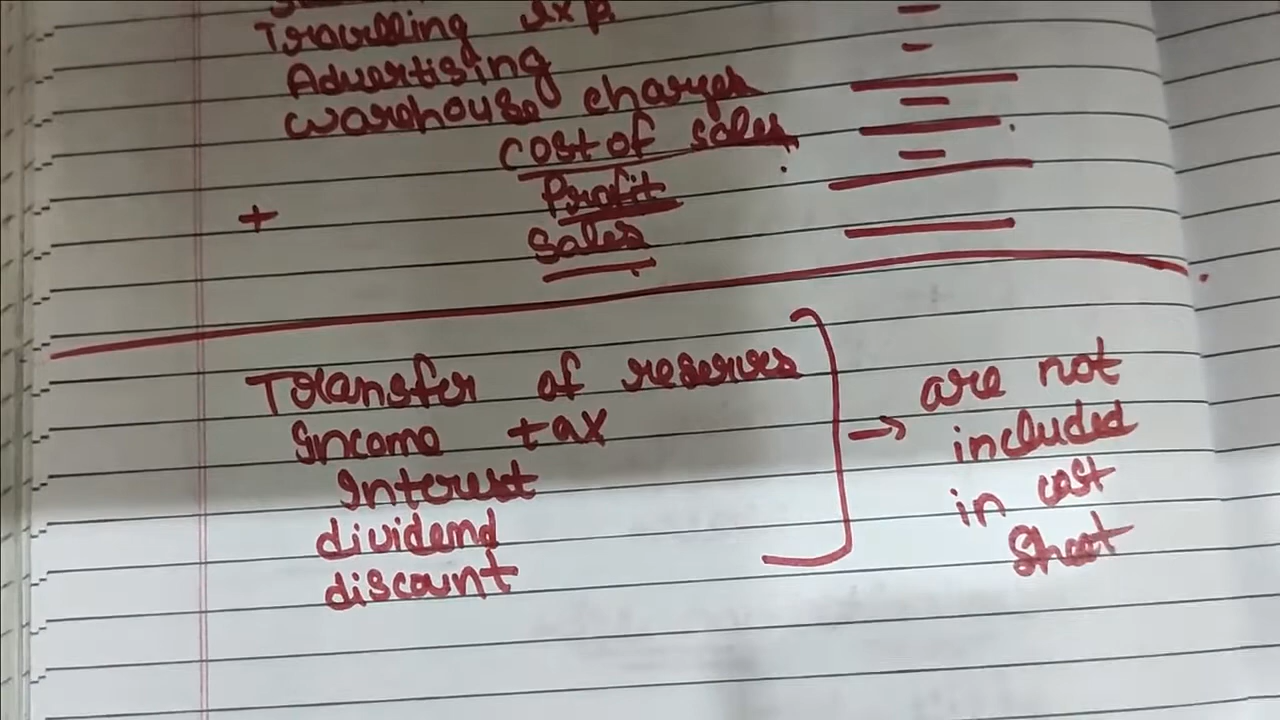 Travelling exp.
Advertising
warehouse charges
cost of sales
+ Profit
Sales
Transfer of reserves
Income tax
Interest
dividend
discount
→ are not
included
in cost
Sheet